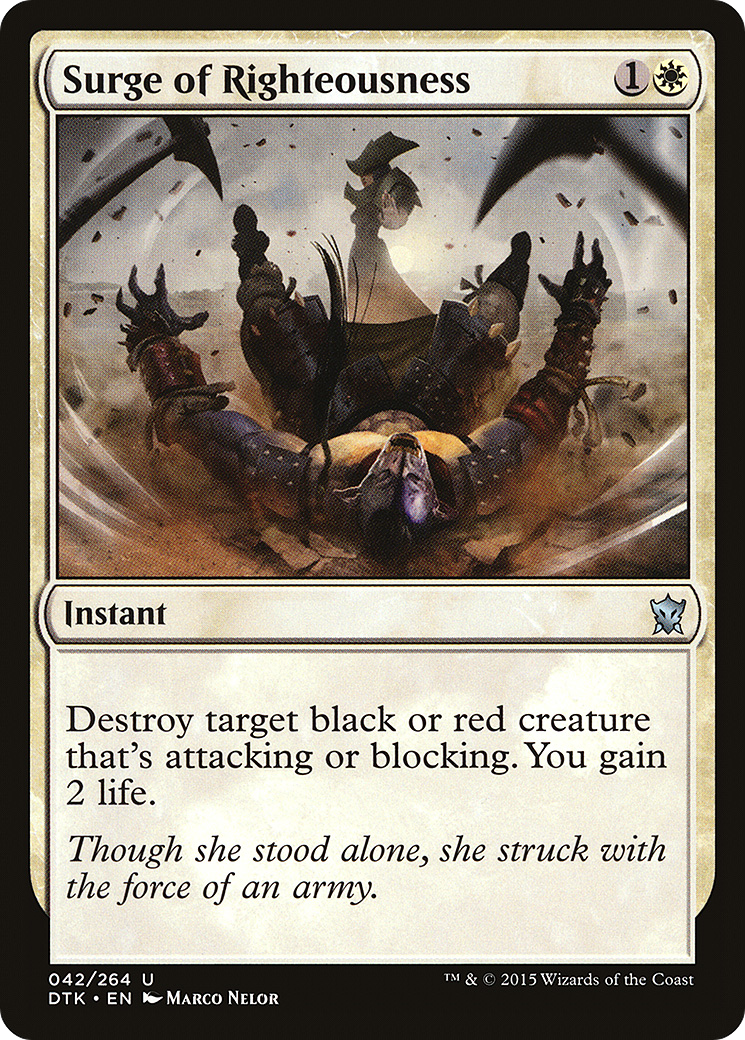 Surge of Righteousness 1
Instant
Destroy target black or red creature
that's attacking or blocking. You gain
2 life.
Though she stood alone, she struck with
the force of an army.
042/264 U
DTK • EN Marco Nelor
™ & © 2015 Wizards of the Coast